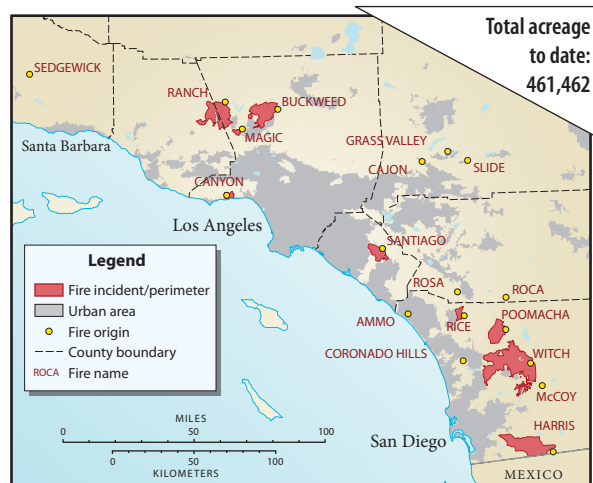 Total acreage
to date:
461,462
SEDGEWICK
RANCH
BUCKWEED
MAGIC
GRASS VALLEY
Santa Barbara
CAJON
SLIDE
CANYON
Los Angeles
SANTIAGO
Legend
Fire incident/perimeter
Urban area
Fire origin
County boundary
ROCA Fire name
ROSA
ROCA
AMMO
RICE
POOMACHA
CORONADO HILLS
WITCH
McCOY
MILES
0 50 100
0 50 100
KILOMETERS
San Diego
HARRIS
MEXICO